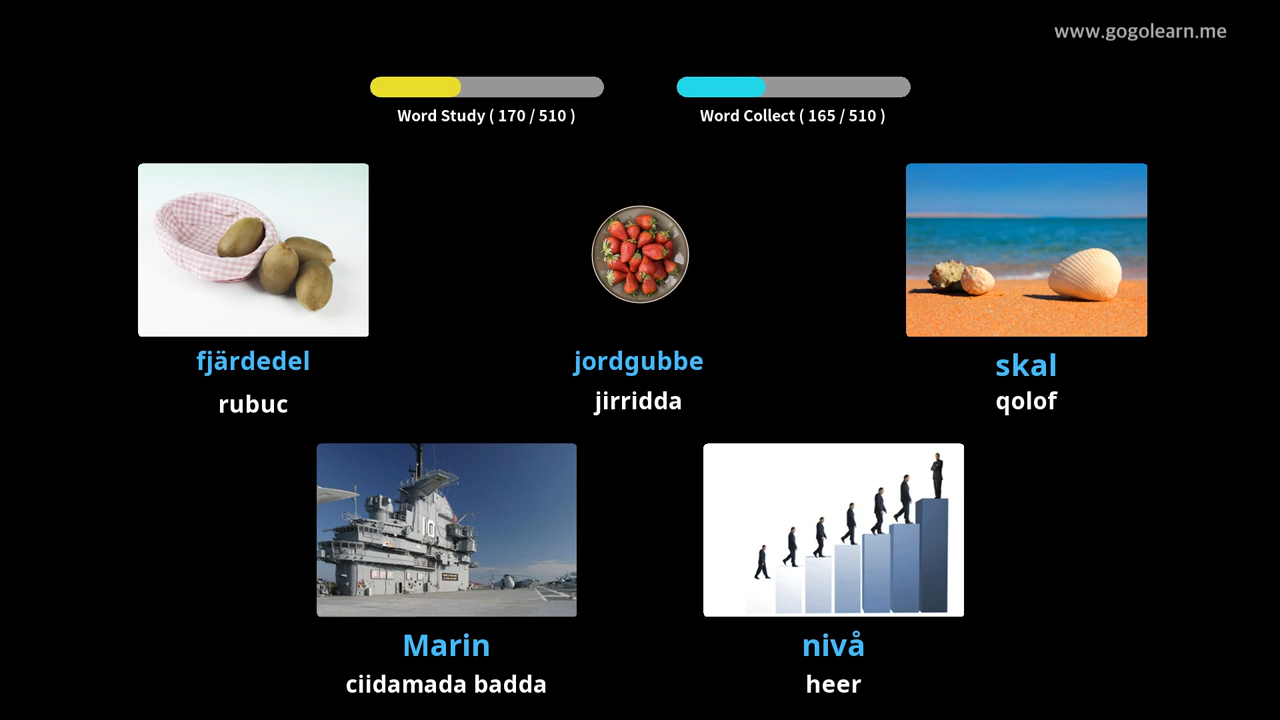 www.gogolearn.me
Word Study ( 170 / 510 )
Word Collect ( 165 / 510 )
fjärdedel
jordgubbe
skal
rubuc
jirridda
qolof
10
Marin
nivå
ciidamada badda
heer